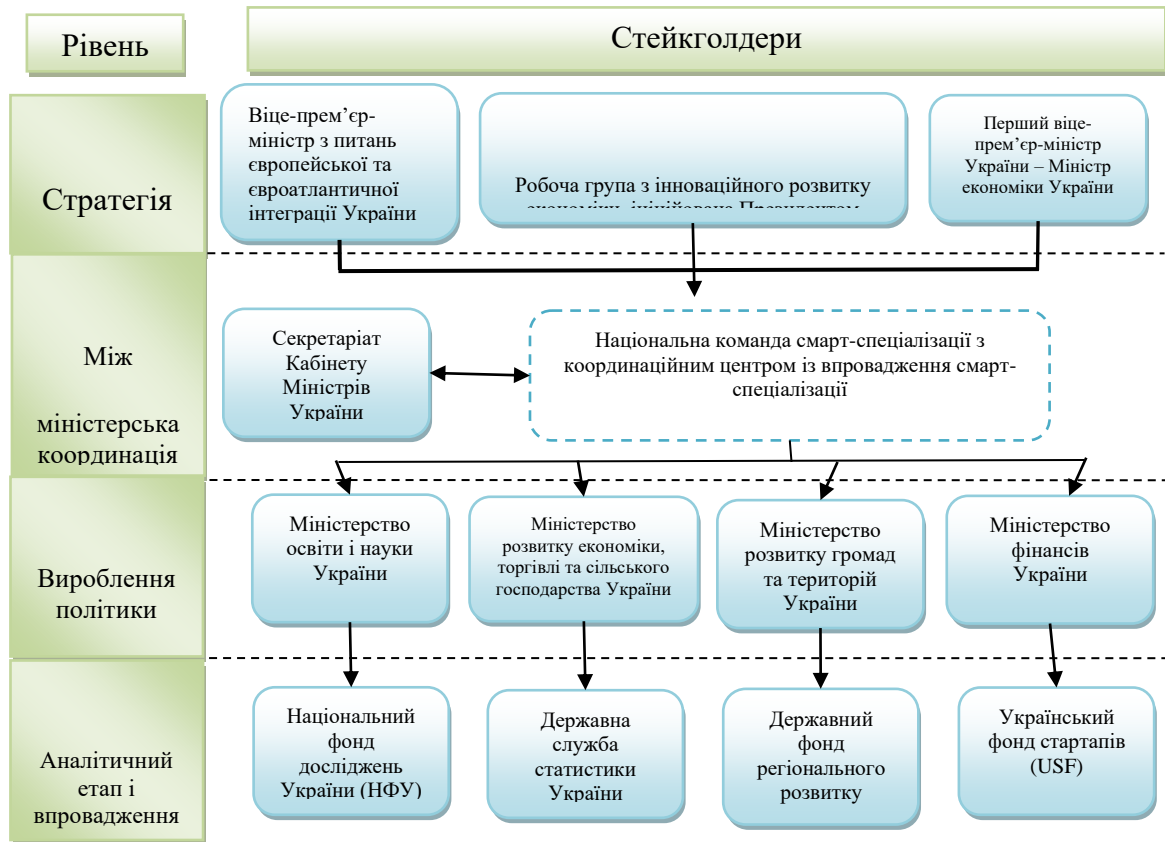 Рівень
Стейкголдери
Стратегія
Віце-прем’єр-
міністр з питань
європейської та
євроатлантичної
інтеграції України
Робоча група з інноваційного розвитку
економіки, ініційована Президентом
Перший віце-
прем’єр-міністр
України – Міністр
економіки України
Між
міністерська
координація
Секретаріат
Кабінету
Міністрів
України
Національна команда смарт-спеціалізації з
координаційним центром із впровадження смарт-
спеціалізації
Вироблення
політики
Міністерство
освіти і науки
України
Міністерство
розвитку економіки,
торгівлі та сільського
господарства України
Міністерство
розвитку громад
та територій
України
Міністерство
фінансів
України
Аналітичний
етап і
впровадження
Національний
фонд
досліджень
України (НФУ)
Державна
служба
статистики
України
Державний
фонд
регіонального
розвитку
Український
фонд стартапів
(USF)